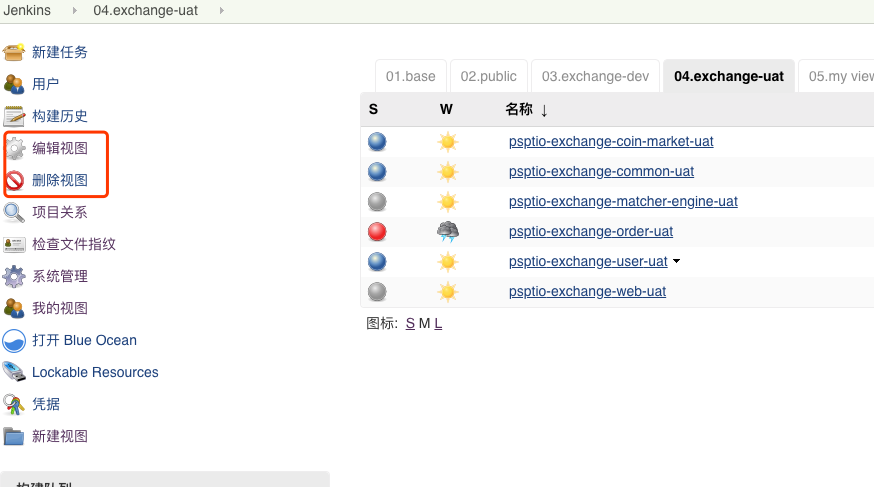 Jenkins 04.exchange-uat
新建任务
用户
构建历史
编辑视图
删除视图
项目关系
检查文件指纹
系统管理
我的视图
打开 Blue Ocean
Lockable Resources
凭据
新建视图
构建队列
01.base 02.public 03.exchange-dev 04.exchange-uat 05.my view
S W 名称 ↓
psptio-exchange-coin-market-uat
psptio-exchange-common-uat
psptio-exchange-matcher-engine-uat
psptio-exchange-order-uat
psptio-exchange-user-uat
psptio-exchange-web-uat
图标: S M L